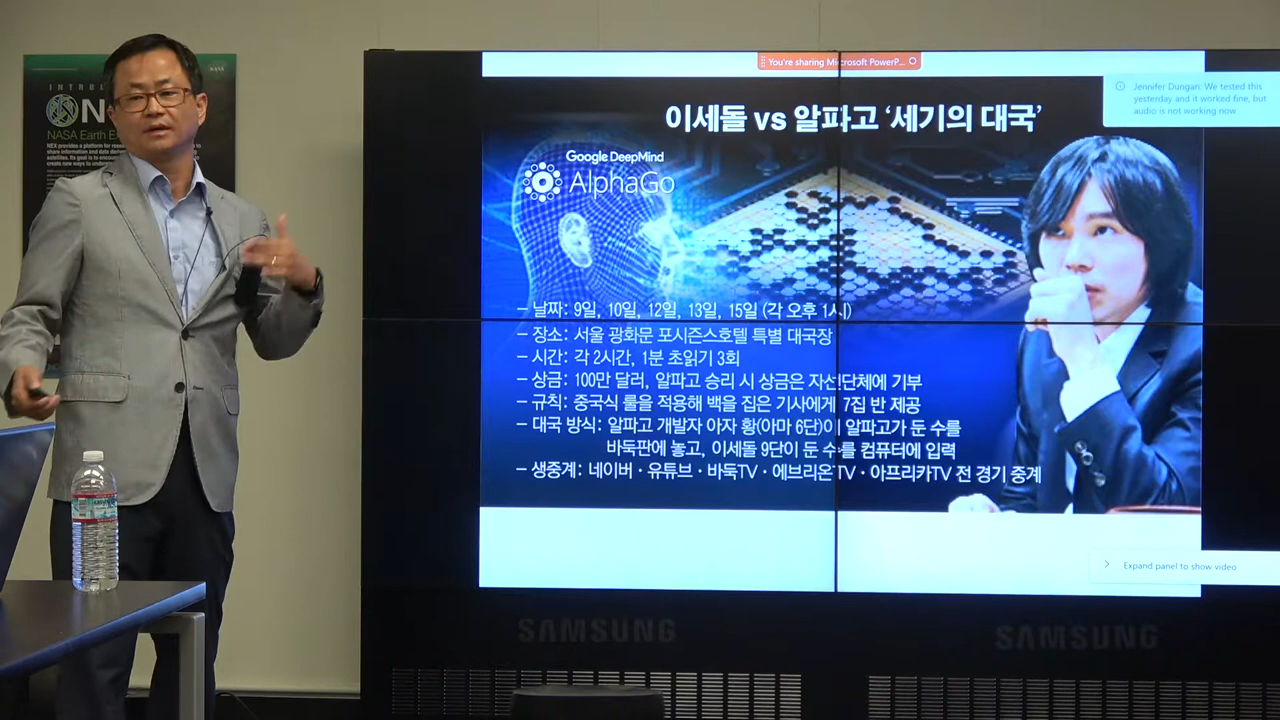 You're sharing Microsoft PowerP...
Jennifer Dungan: We tested this
yesterday and it worked fine, but
audio is not working now
이세돌 vs 알파고 ‘세기의 대국’
Google DeepMind
AlphaGo
– 날짜: 9일, 10일, 12일, 13일, 15일 (각 오후 1시)
– 장소: 서울 광화문 포시즌스호텔 특별 대국장
– 시간: 각 2시간, 1분 초읽기 3회
– 상금: 100만 달러, 알파고 승리 시 상금은 자선단체에 기부
– 규칙: 중국식 룰을 적용해 백을 잡은 기사에게 7집 반 제공
– 대국 방식: 알파고 개발자 아자 황(아마 6단)이 알파고가 둔 수를
바둑판에 놓고, 이세돌 9단이 둔 수를 컴퓨터에 입력
– 생중계: 네이버 · 유튜브 · 바둑TV · 에브리온TV · 아프리카TV 전 경기 중계
Expand panel to show video
SAMSUNG
SAMSUNG
NASA
NASA Earth E
NEX provides a platform for